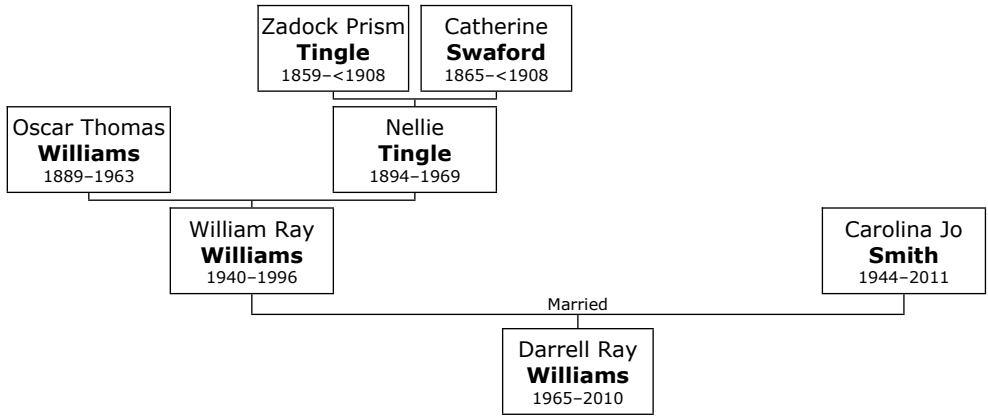 Zadock Prism
Tingle
1859–<1908
Catherine
Swaford
1865–<1908
Oscar Thomas
Williams
1889–1963
Nellie
Tingle
1894–1969
William Ray
Williams
1940–1996
Carolina Jo
Smith
1944–2011
Married
Darrell Ray
Williams
1965–2010